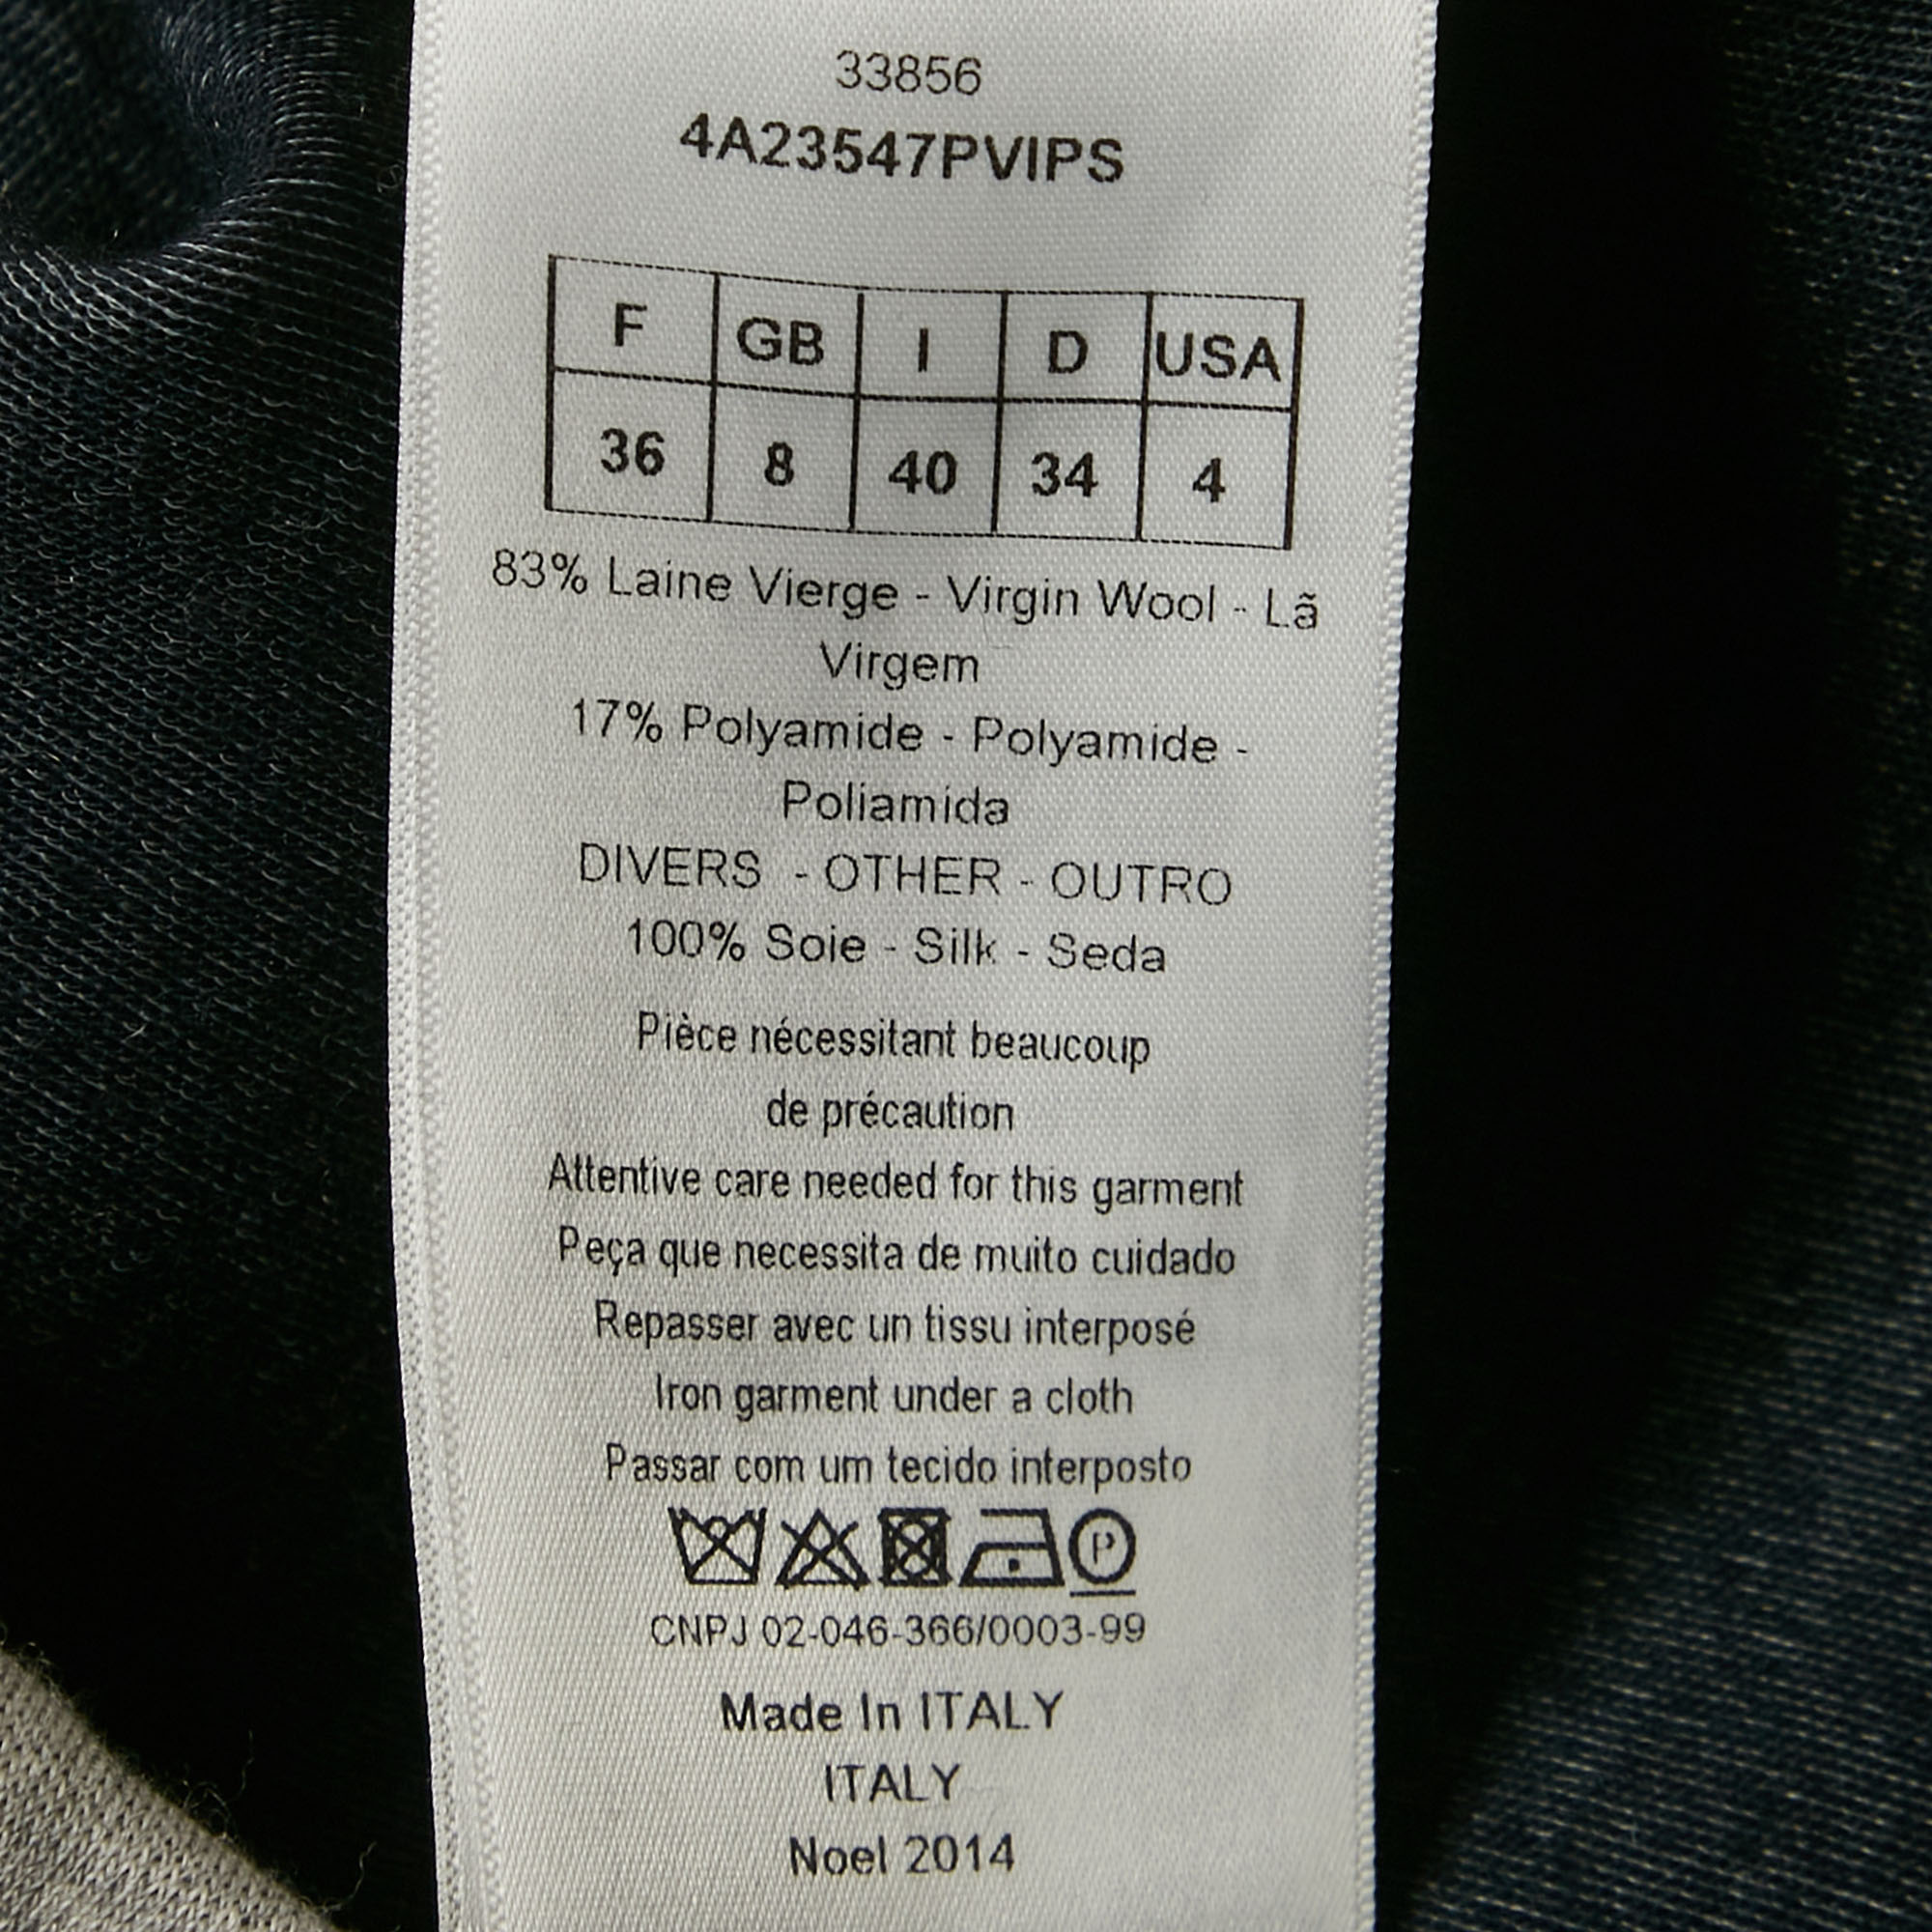 33856
4A23547PVIPS
F GB I D USA
36 8 40 34 4
83% Laine Vierge - Virgin Wool - Lã
Virgem
17% Polyamide - Polyamide -
Poliamida
DIVERS - OTHER - OUTRO
100% Soie - Silk - Seda
Pièce nécessitant beaucoup
de précaution
Attentive care needed for this garment
Peça que necessita de muito cuidado
Repasser avec un tissu interposé
Iron garment under a cloth
Passar com um tecido interposto
P
CNPJ 02-046-366/0003-99
Made In ITALY
ITALY
Noel 2014